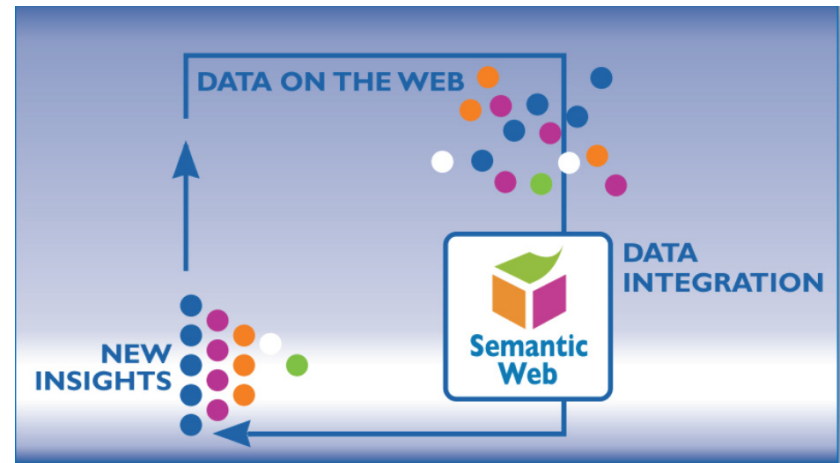 DATA ON THE WEB
DATA
INTEGRATION
Semantic
Web
NEW
INSIGHTS